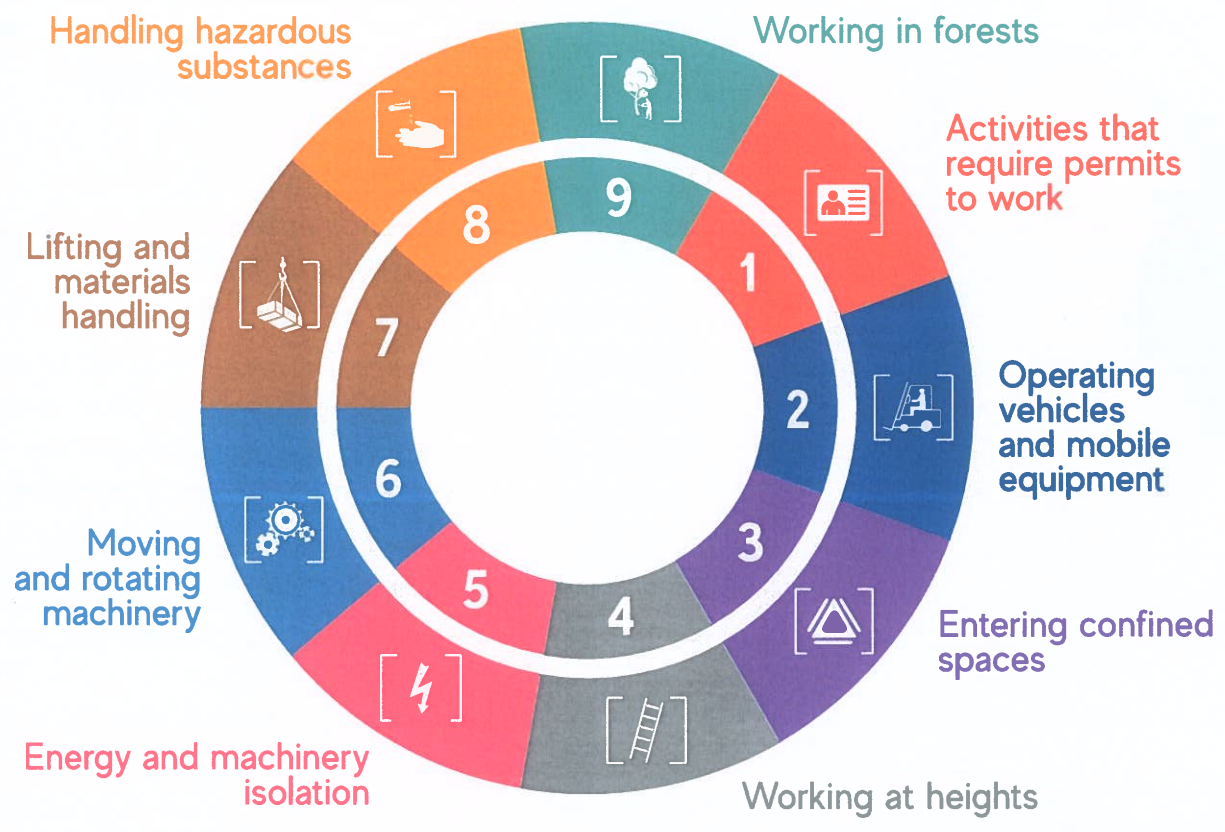 Handling hazardous
substances
Working in forests
Activities that
require permits
to work
Lifting and
materials
handling
Operating
vehicles
and mobile
equipment
Moving
and rotating
machinery
Entering confined
spaces
Energy and machinery
isolation
Working at heights
1
2
3
4
5
6
7
8
9